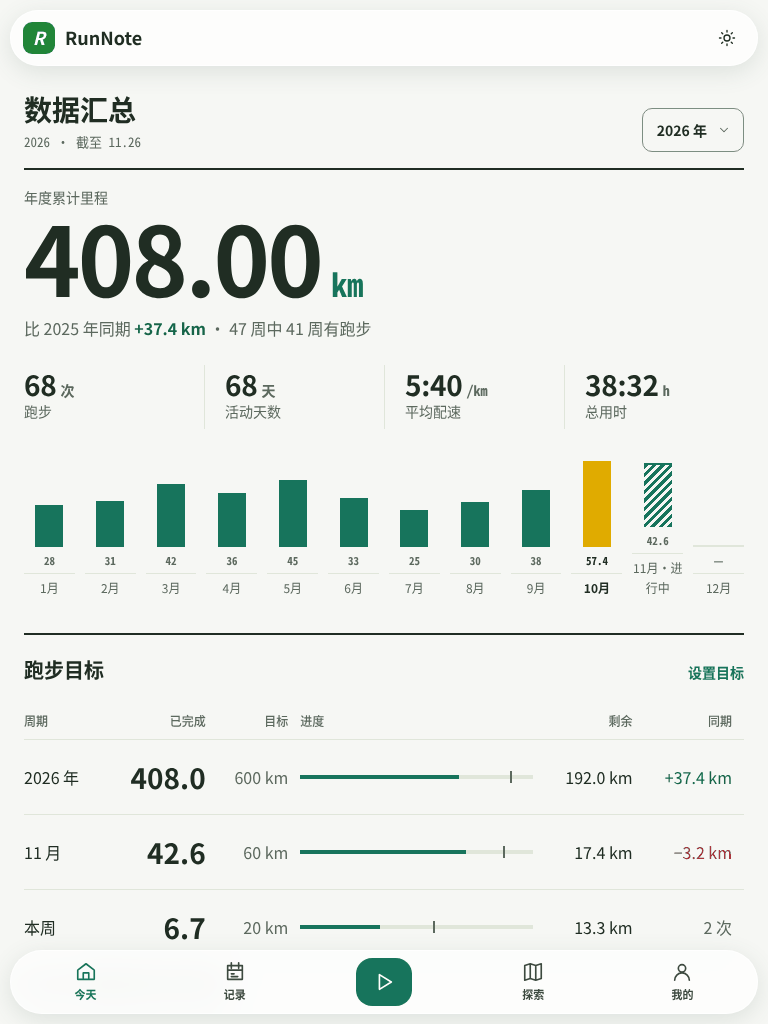 R RunNote
数据汇总
2026 · 截至 11.26
2026 年
年度累计里程
408.00 km
比 2025 年同期 +37.4 km · 47 周中 41 周有跑步
68 次
跑步
68 天
活动天数
5:40 /km
平均配速
38:32 h
总用时
28 31 42 36 45 33 25 30 38 57.4 42.6 —
1月 2月 3月 4月 5月 6月 7月 8月 9月 10月 11月·进 12月
行中
跑步目标
设置目标
周期 已完成 目标 进度 剩余 同期
2026 年 408.0 600 km 192.0 km +37.4 km
11 月 42.6 60 km 17.4 km −3.2 km
本周 6.7 20 km 13.3 km 2 次
今天 记录 探索 我的